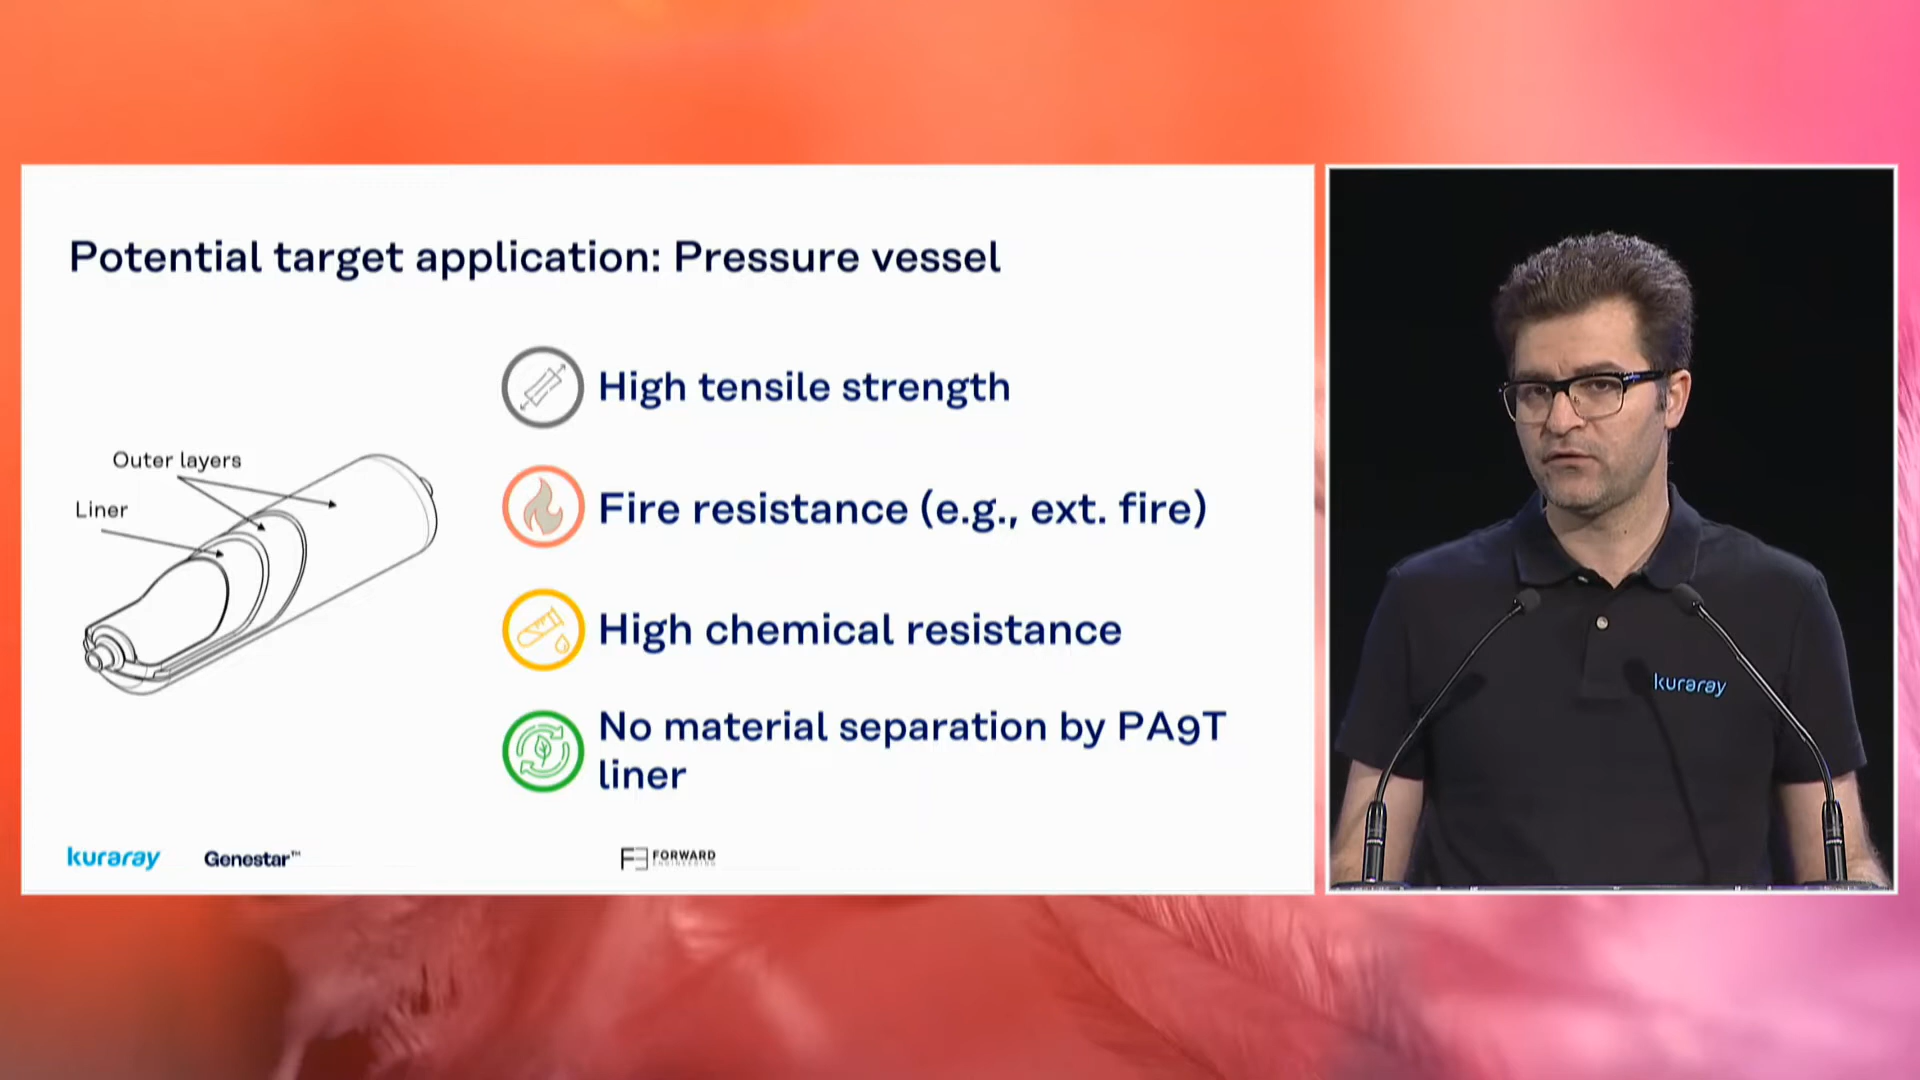 Potential target application: Pressure vessel
High tensile strength
Outer layers
Liner
Fire resistance (e.g., ext. fire)
High chemical resistance
No material separation by PA9T
liner
kuraray
Genestar™
FORWARD
ENGINEERING
kuraray